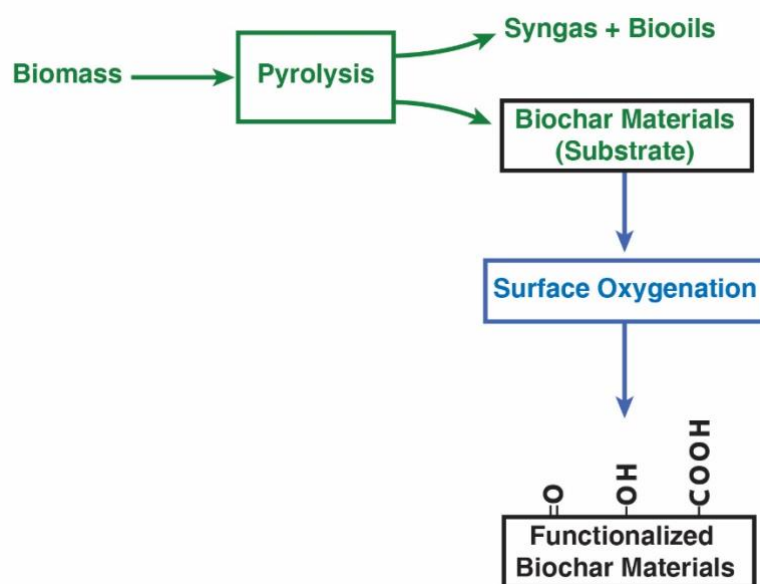 Syngas + Biooils
Biomass
Pyrolysis
Biochar Materials
(Substrate)
Surface Oxygenation
=O
-OH
-COOH
Functionalized
Biochar Materials